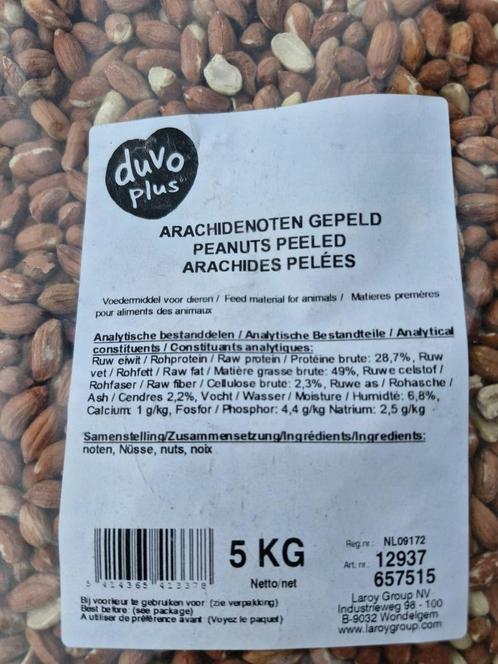 duvo
plus
ARACHIDENOTEN GEPELD
PEANUTS PEELED
ARACHIDES PELÉES
Voedermiddel voor dieren / Feed material for animals / Matieres premères
pour aliments des animaux
Analytische bestanddelen / Analytische Bestandteile / Analytical
constituents / Constituants analytiques:
Ruw eiwit / Rohprotein / Raw protein / Protéine brute: 28,7%, Ruw
vet / Rohfett / Raw fat / Matière grasse brute: 49%, Ruwe celstof /
Rohfaser / Raw fiber / Cellulose brute: 2,3%, Ruwe as / Rohasche /
Ash / Cendres 2,2%, Vocht / Wasser / Moisture / Humidté: 6,8%,
Calcium: 1 g/kg, Fosfor / Phosphor: 4,4 g/kg Natrium: 2,5 g/kg
Samenstelling/Zusammensetzung/Ingrédients/Ingredients:
noten, Nüsse, nuts, noix
5 414365 413378
5 KG
Netto/net
Reg.nr.: NL09172
Art. nr.: 12937
657515
Laroy Group NV
Industrieweg 98 - 100
B-9032 Wondelgem
www.laroygroup.com
Bij voorkeur te gebruiken voor: (zie verpakking)
Best before: (see package)
A utiliser de préférence avant: (Voyez le paquet)